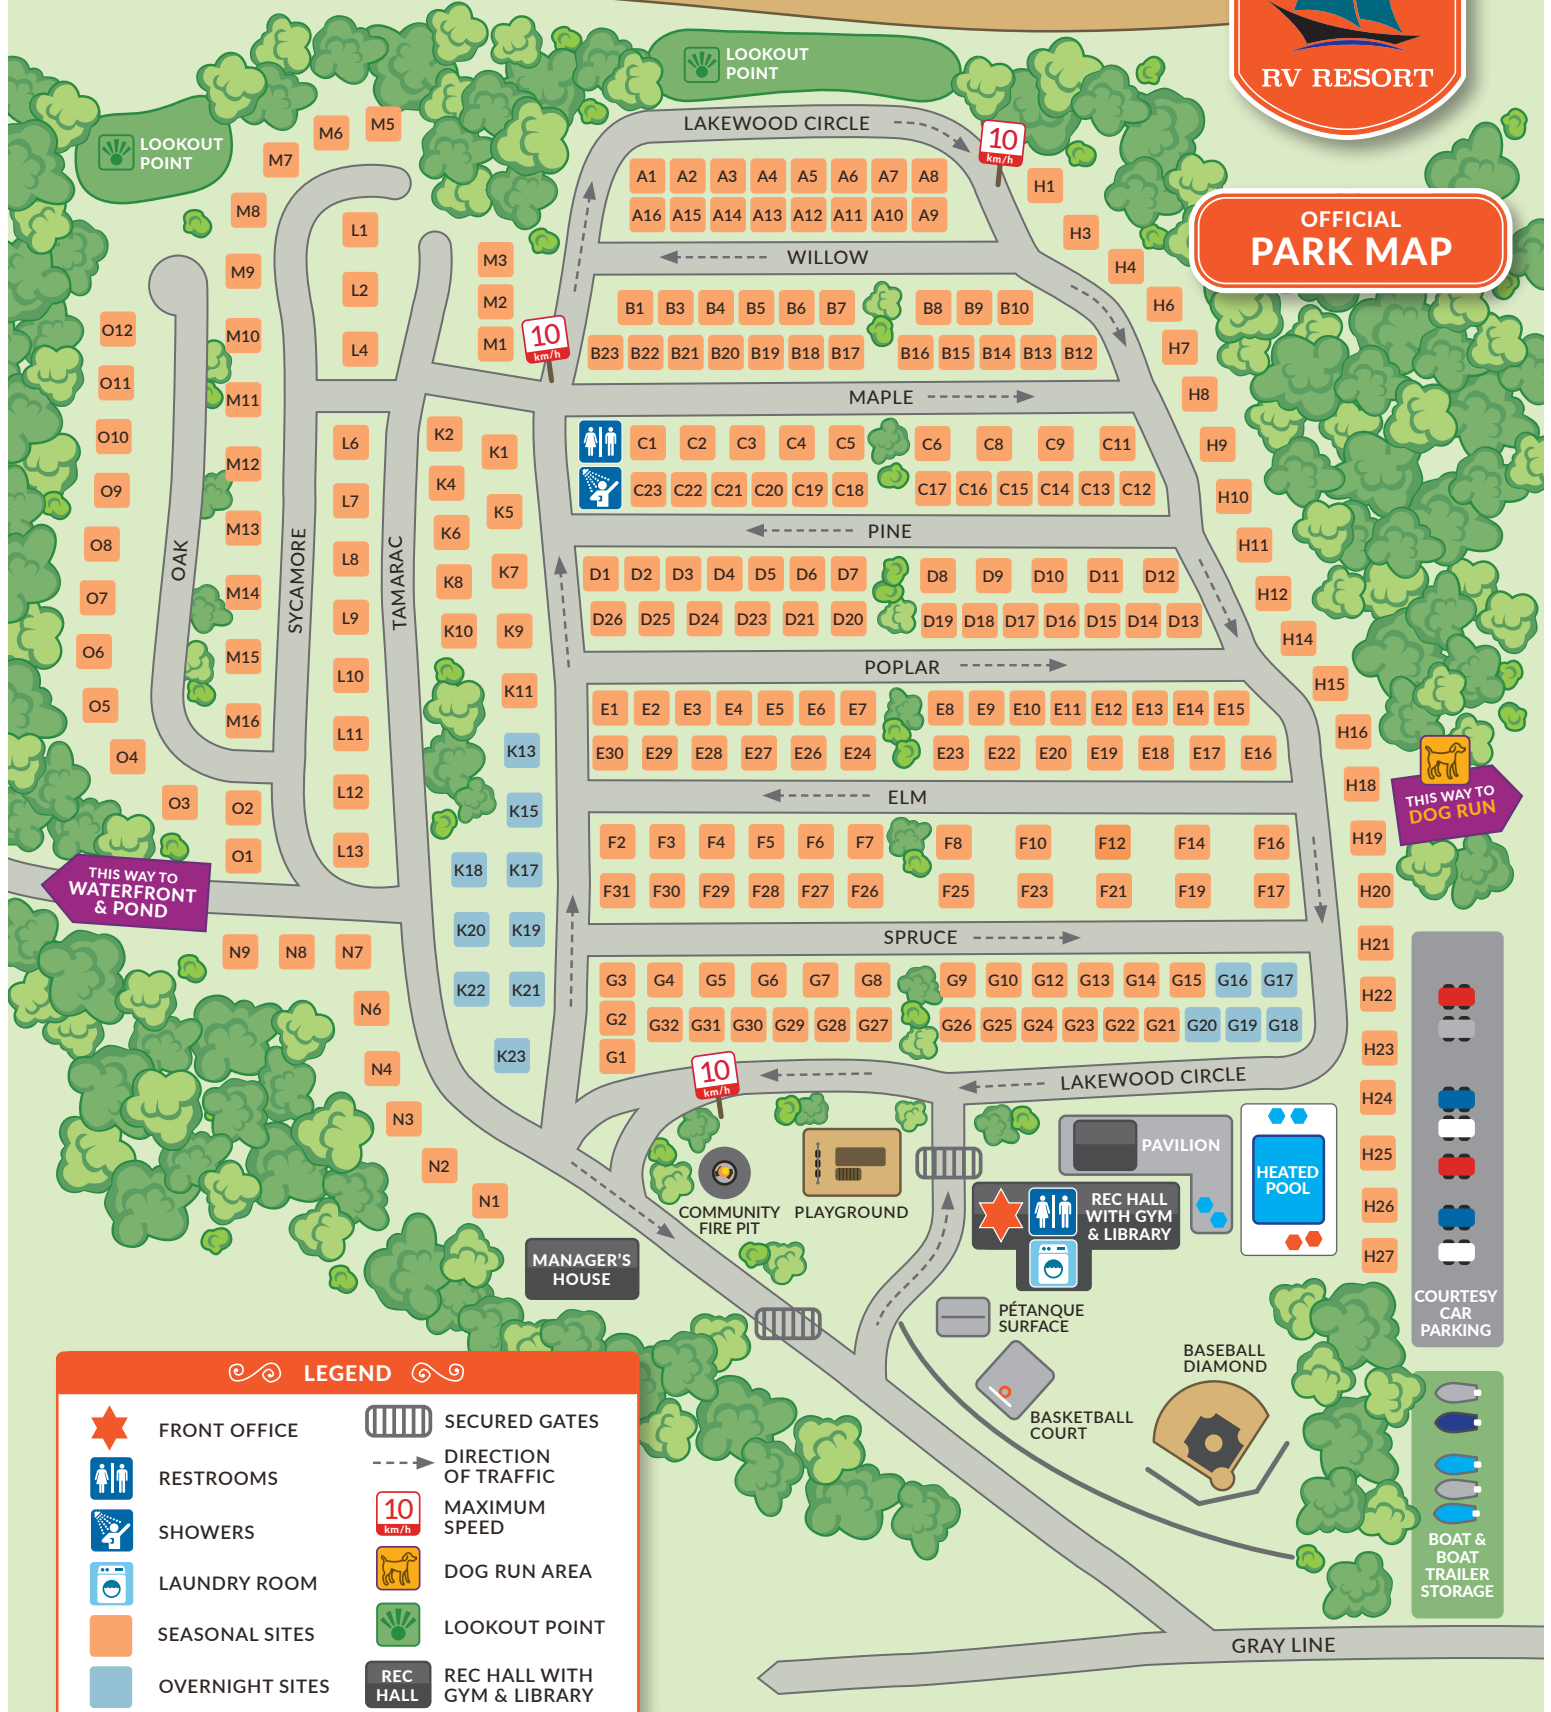 RV RESORT
OFFICIAL
PARK MAP
LOOKOUT
POINT
LOOKOUT
POINT
LAKEWOOD CIRCLE
10
km/h
M5
M6
M7
M8
M9
M10
M11
M12
M13
M14
M15
M16
L1
L2
L4
L6
L7
L8
L9
L10
L11
L12
L13
M3
M2
M1
10
km/h
A1 A2 A3 A4 A5 A6 A7 A8
A16 A15 A14 A13 A12 A11 A10 A9
WILLOW
B1 B3 B4 B5 B6 B7 B8 B9 B10
B23 B22 B21 B20 B19 B18 B17 B16 B15 B14 B13 B12
MAPLE
C1 C2 C3 C4 C5 C6 C8 C9 C11
C23 C22 C21 C20 C19 C18 C17 C16 C15 C14 C13 C12
PINE
D1 D2 D3 D4 D5 D6 D7 D8 D9 D10 D11 D12
D26 D25 D24 D23 D21 D20 D19 D18 D17 D16 D15 D14 D13
POPLAR
E1 E2 E3 E4 E5 E6 E7 E8 E9 E10 E11 E12 E13 E14 E15
E30 E29 E28 E27 E26 E24 E23 E22 E20 E19 E18 E17 E16
ELM
F2 F3 F4 F5 F6 F7 F8 F10 F12 F14 F16
F31 F30 F29 F28 F27 F26 F25 F23 F21 F19 F17
SPRUCE
G3 G4 G5 G6 G7 G8 G9 G10 G12 G13 G14 G15 G16 G17
G2 G32 G31 G30 G29 G28 G27 G26 G25 G24 G23 G22 G21 G20 G19 G18
G1
LAKEWOOD CIRCLE
10
km/h
H1
H3
H4
H6
H7
H8
H9
H10
H11
H12
H14
H15
H16
H18
H19
H20
H21
H22
H23
H24
H25
H26
H27
THIS WAY TO
DOG RUN
O12
O11
O10
O9
O8
O7
O6
O5
O4
O3
O2
O1
OAK
SYCAMORE
TAMARAC
K2
K1
K4
K5
K6
K7
K8
K10
K9
K11
K13
K15
K18
K17
K20
K19
K22
K21
K23
THIS WAY TO
WATERFRONT
& POND
N9
N8
N7
N6
N4
N3
N2
N1
MANAGER'S
HOUSE
COMMUNITY
FIRE PIT
PLAYGROUND
PAVILION
REC HALL
WITH GYM
& LIBRARY
HEATED
POOL
PÉTANQUE
SURFACE
BASKETBALL
COURT
BASEBALL
DIAMOND
COURTESY
CAR
PARKING
BOAT &
BOAT
TRAILER
STORAGE
GRAY LINE
LEGEND
FRONT OFFICE
RESTROOMS
SHOWERS
LAUNDRY ROOM
SEASONAL SITES
OVERNIGHT SITES
SECURED GATES
DIRECTION
OF TRAFFIC
10
km/h
MAXIMUM
SPEED
DOG RUN AREA
LOOKOUT POINT
REC
HALL
REC HALL WITH
GYM & LIBRARY